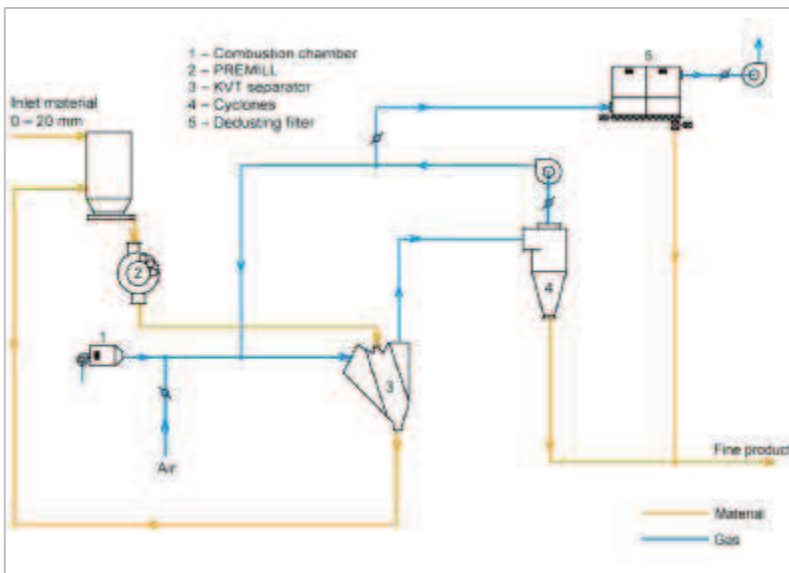 1 – Combustion chamber
2 – PREMILL
3 – KVT separator
4 – Cyclones
5 – Dedusting filter
5
Inlet material
0 – 20 mm
2
4
1
3
Air
Fine product
Material
Gas